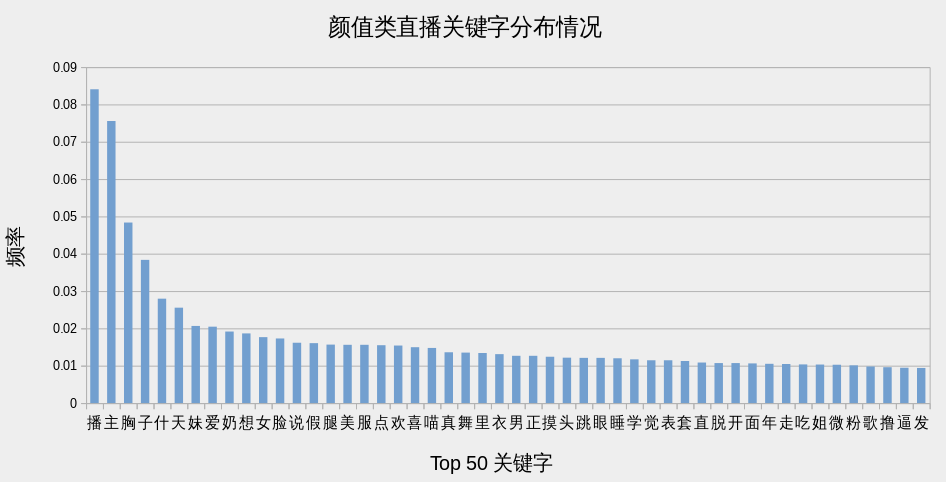 颜值类直播关键字分布情况
0.09
0.08
0.07
0.06
0.05
0.04
0.03
0.02
0.01
0
频率
播主胸子什天妹爱奶想女脸说假腿美服点欢喜喵真舞里衣男正摸头跳眼睡学觉表套直脱开面年走吃姐微粉歌撸逼发
Top 50 关键字